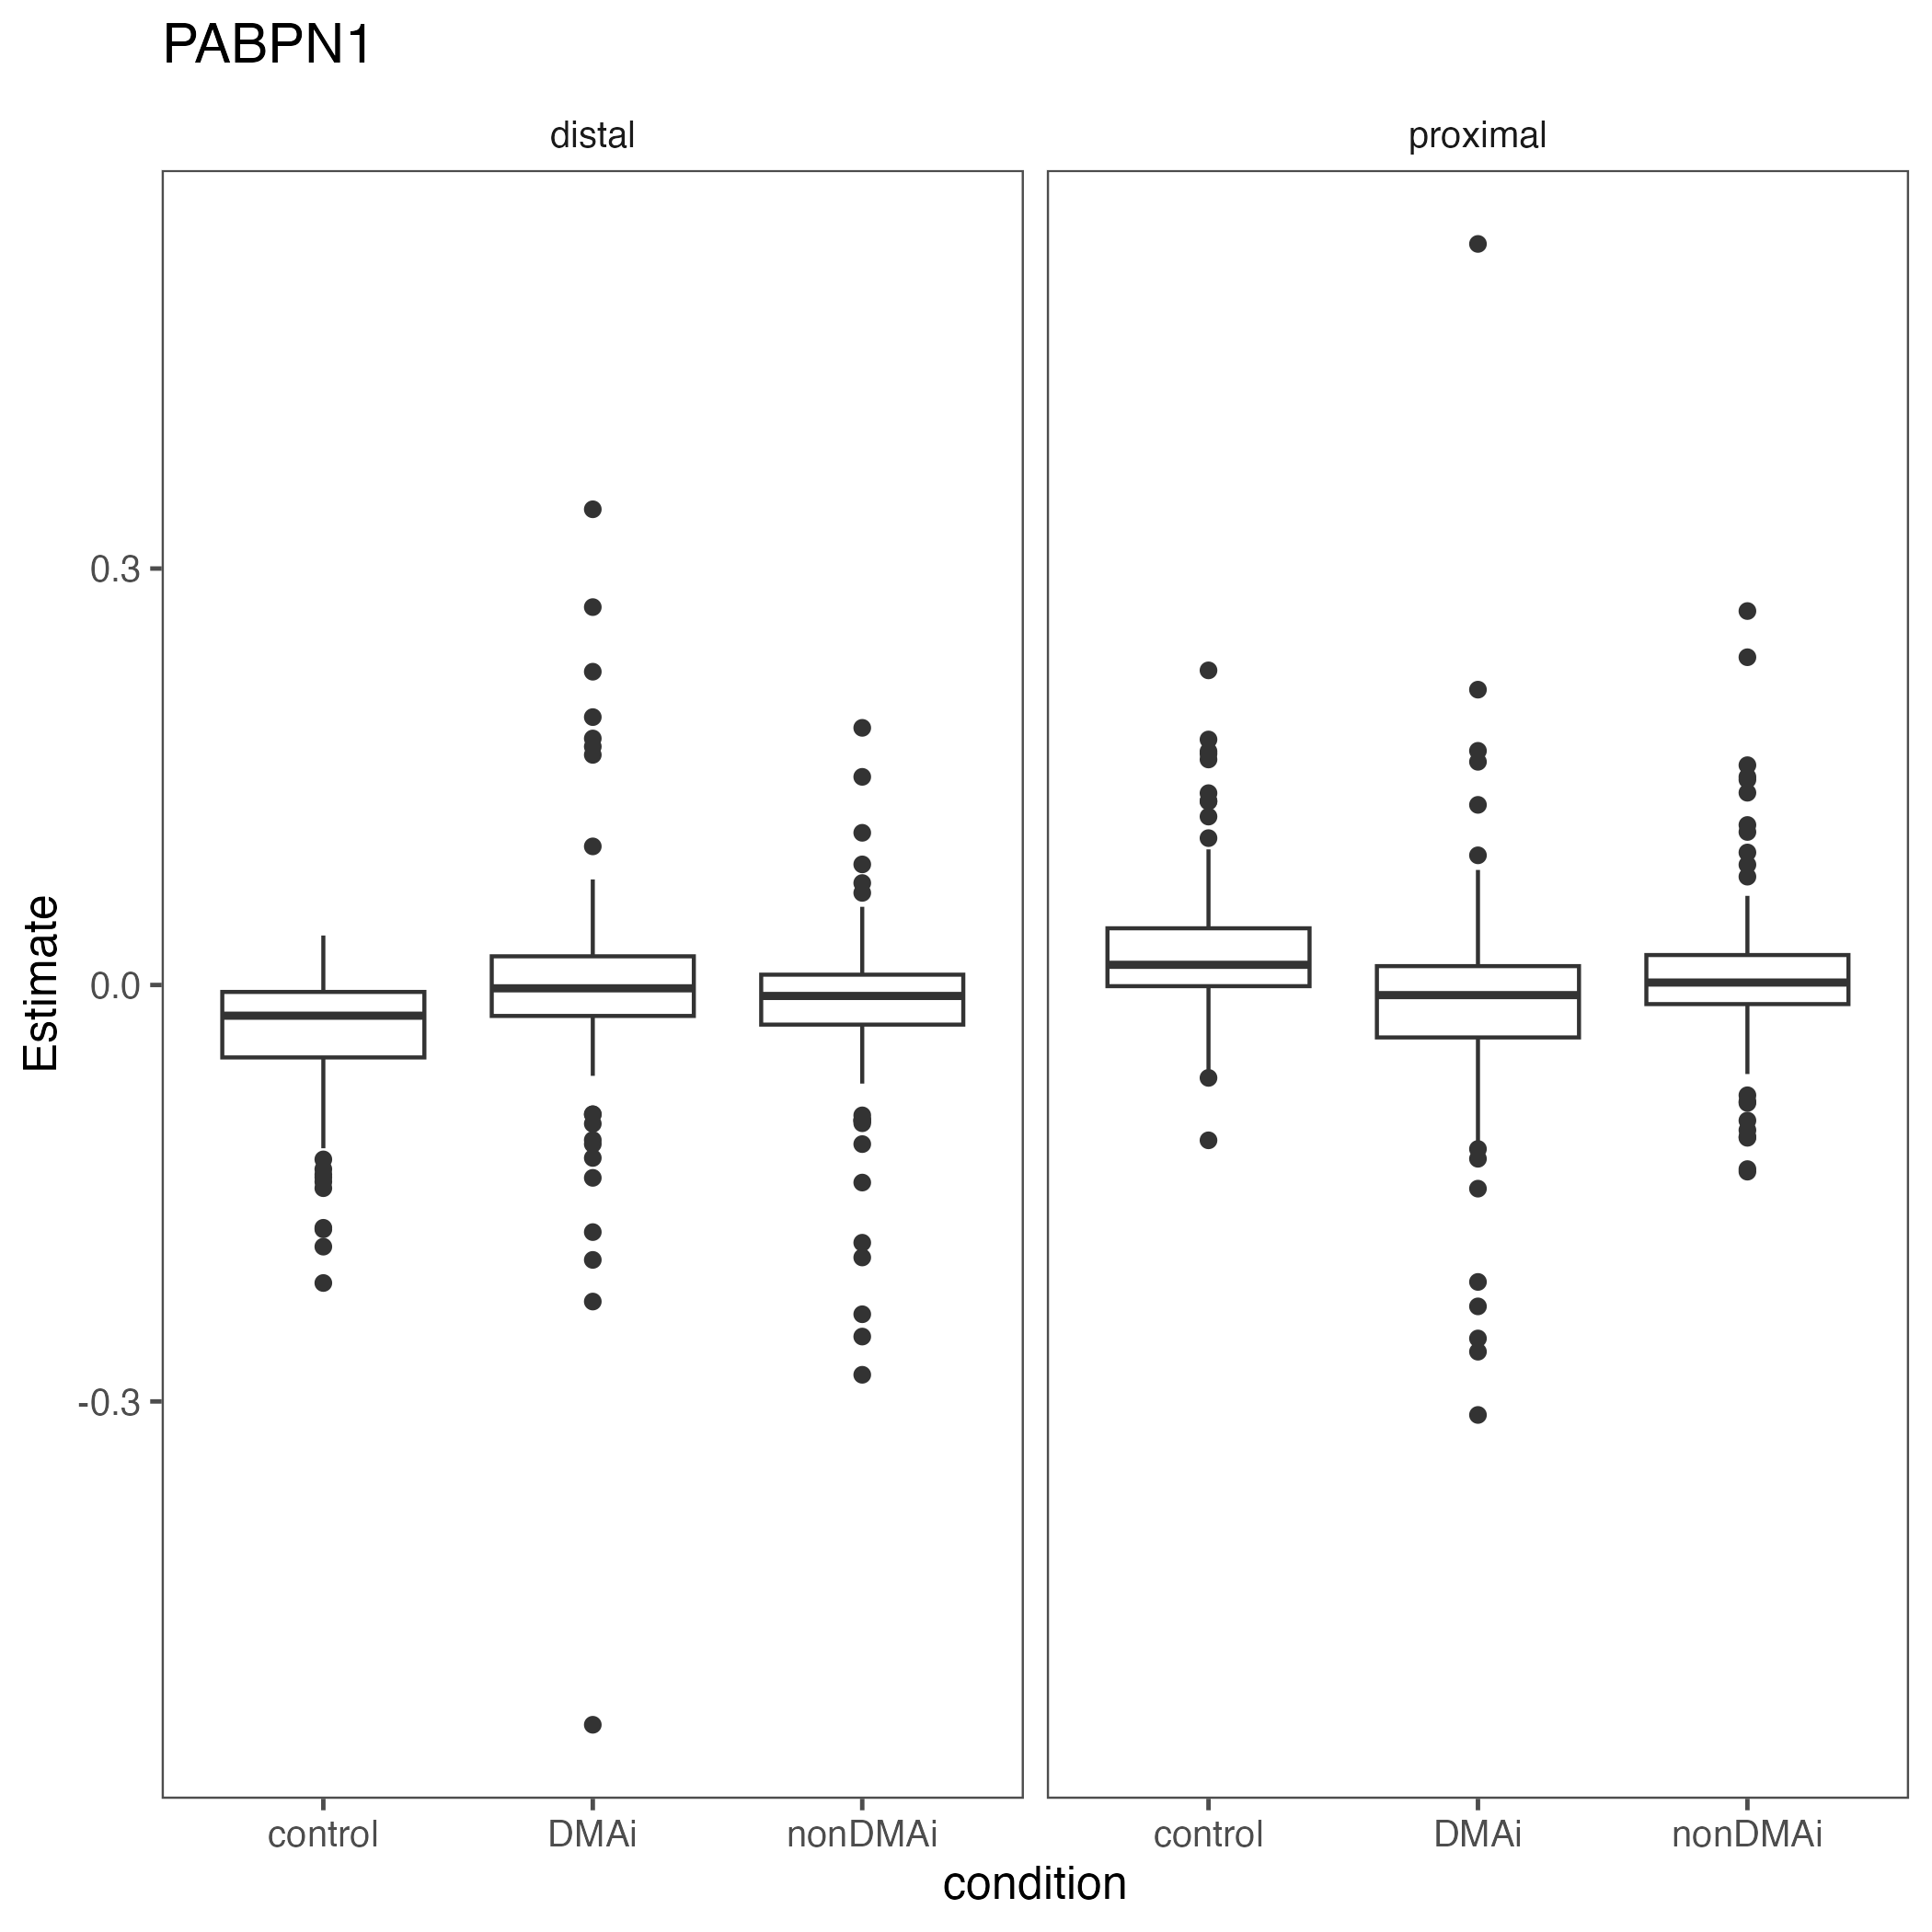 PABPN1
distal
proximal
Estimate
0.3
0.0
-0.3
control
DMAi
nonDMAi
control
DMAi
nonDMAi
condition